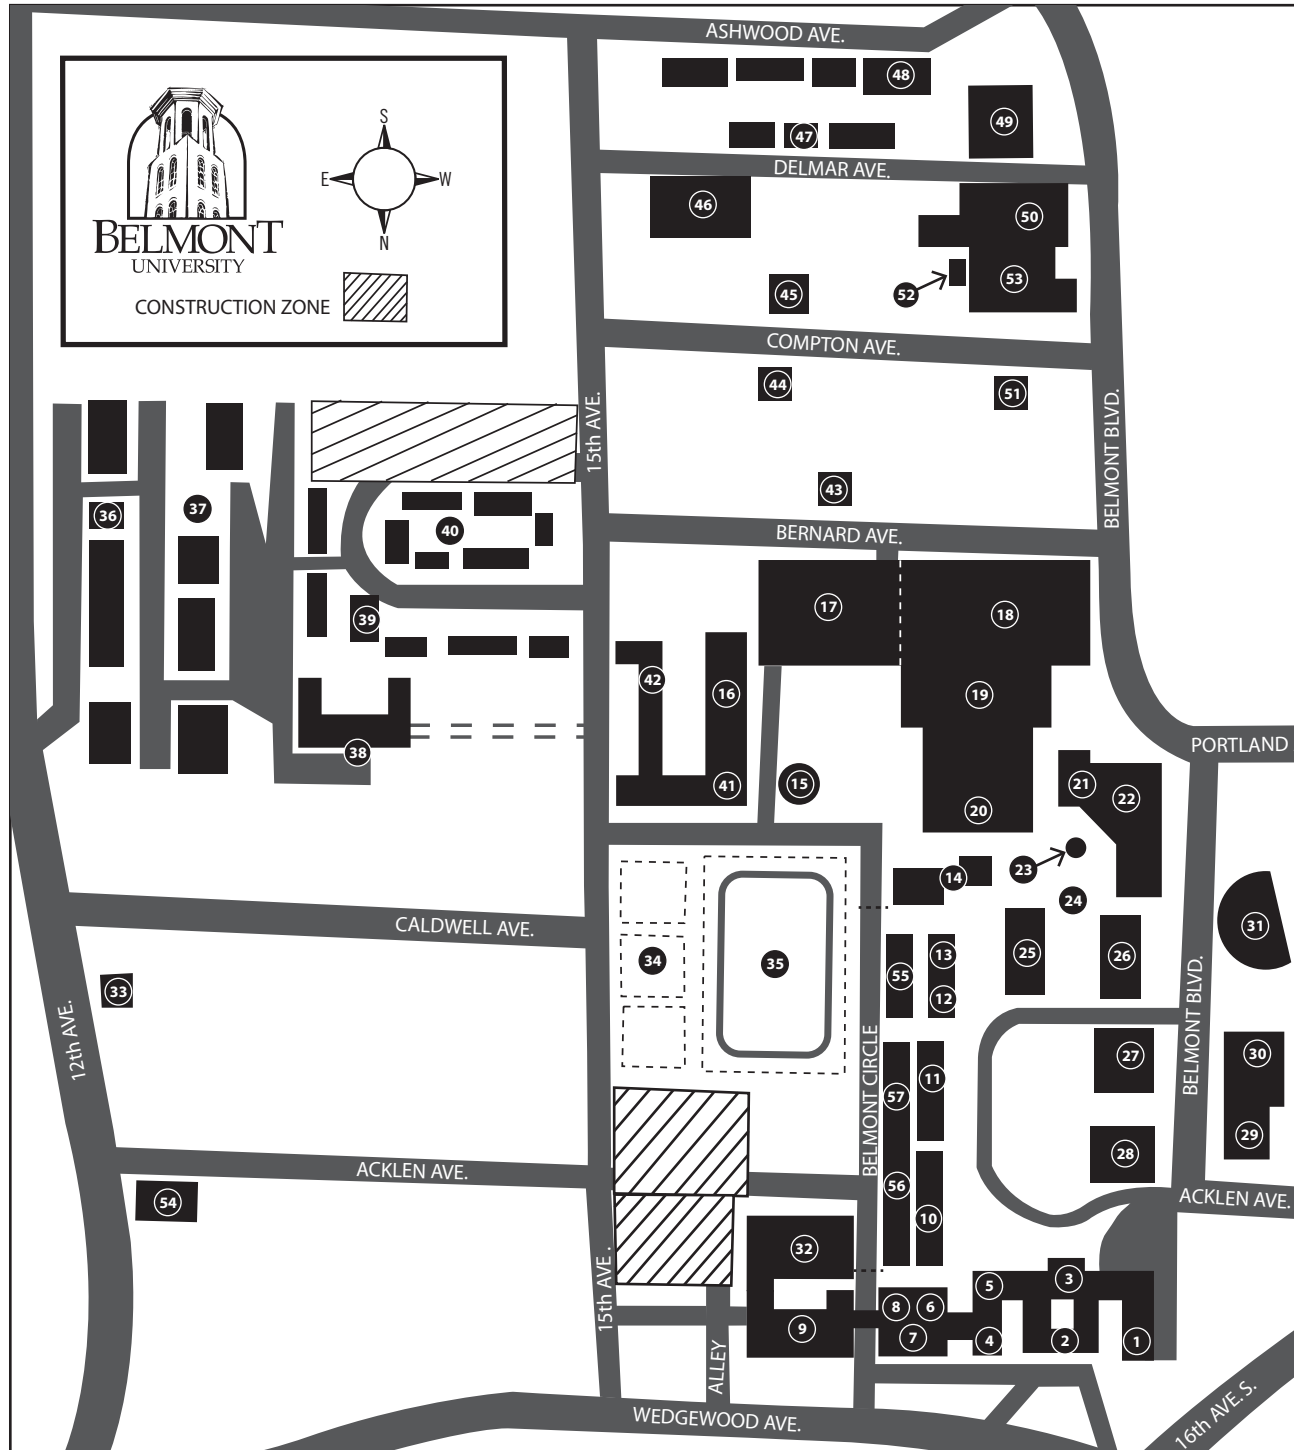 ASHWOOD AVE.
48
49
47
DELMAR AVE.
S
E
W
N
BELMONT
UNIVERSITY
CONSTRUCTION ZONE
46
50
53
45
52
COMPTON AVE.
44
51
15th AVE.
BELMONT BLVD.
43
36
37
40
BERNARD AVE.
17
18
39
42
16
19
38
PORTLAND
41
15
20
21
22
23
14
24
CALDWELL AVE.
31
34
35
55
13
12
25
26
33
12th AVE.
BELMONT CIRCLE
BELMONT BLVD.
27
30
57
11
28
29
ACKLEN AVE.
56
10
54
ACKLEN AVE.
32
15th AVE.
5
3
8
6
9
7
4
2
1
ALLEY
WEDGEWOOD AVE.
16th AVE. S.